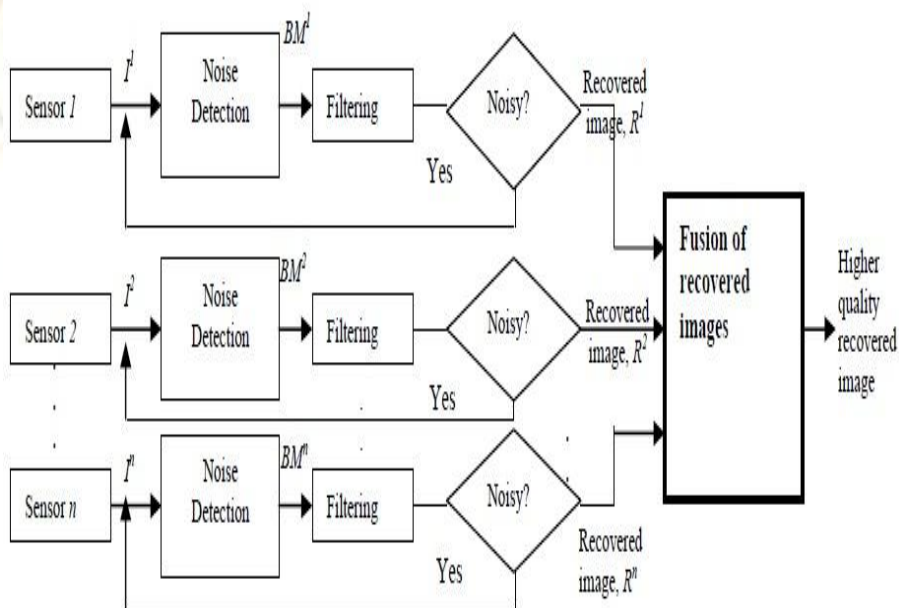 Sensor 1
I¹
Noise
Detection
BM¹
Filtering
Noisy?
Yes
Recovered
image, R¹
Sensor 2
I²
Noise
Detection
BM²
Filtering
Noisy?
Yes
Recovered
image, R²
Sensor n
Iⁿ
Noise
Detection
BMⁿ
Filtering
Noisy?
Yes
Recovered
image, Rⁿ
Fusion of
recovered
images
Higher
quality
recovered
image